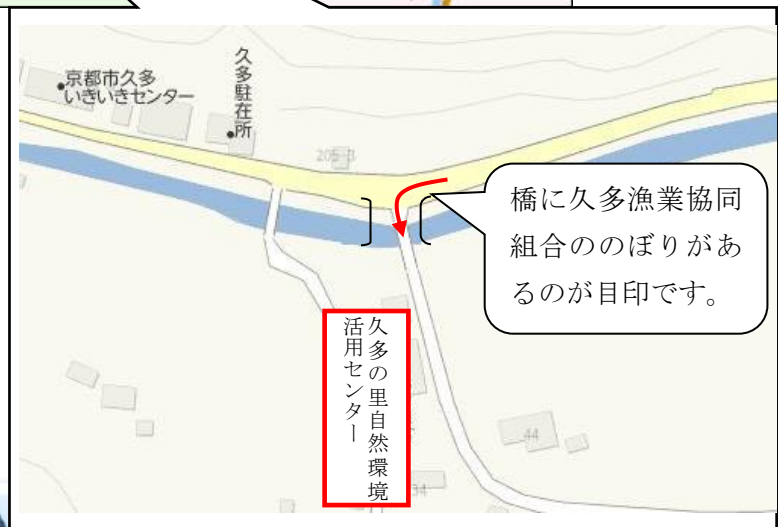 京都市久多
いきいきセンター
久多駐在所
205-3
橋に久多漁業協同
組合ののぼりがあ
るのが目印です。
久多の里自然環境
活用センター
44
34